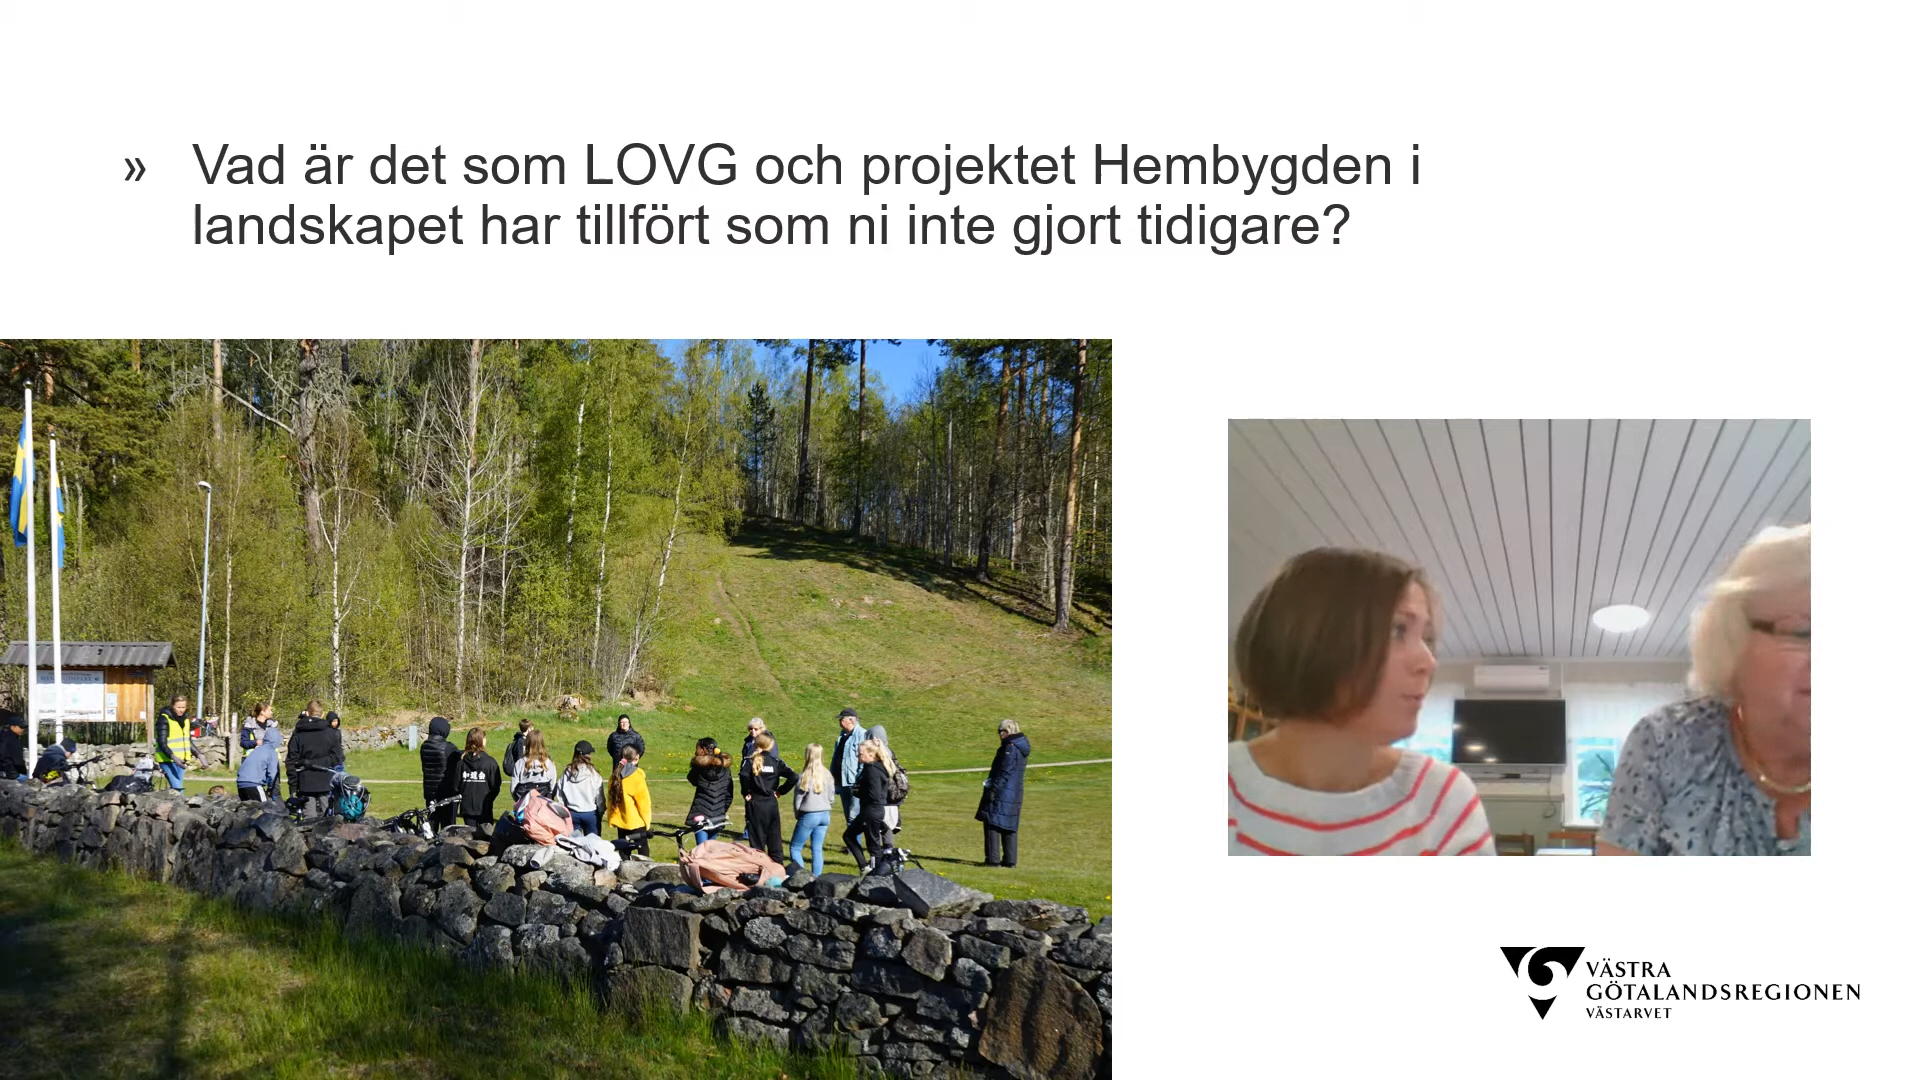 » Vad är det som LOVG och projektet Hembygden i
landskapet har tillfört som ni inte gjort tidigare?
VÄSTRA
GÖTALANDSREGIONEN
VÄSTARVET